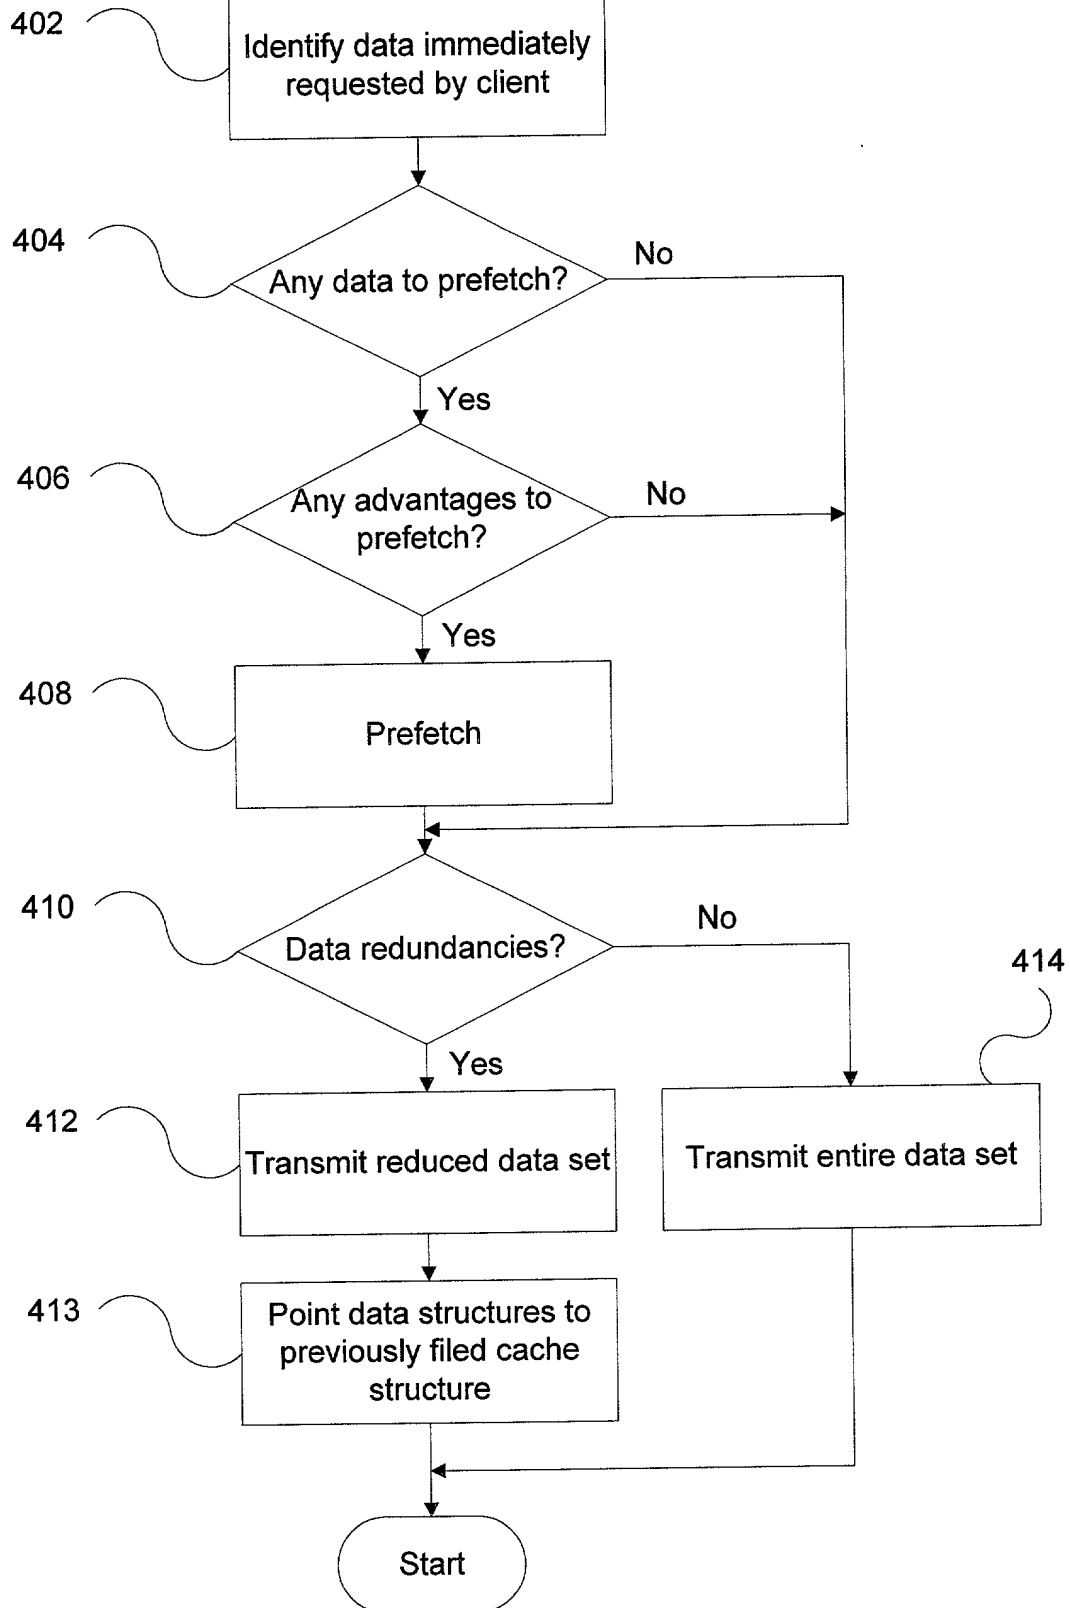 402
Identify data immediately
requested by client
404
Any data to prefetch?
No
Yes
406
Any advantages to
prefetch?
No
Yes
408
Prefetch
410
Data redundancies?
No
414
Yes
412
Transmit reduced data set
Transmit entire data set
413
Point data structures to
previously filed cache
structure
Start